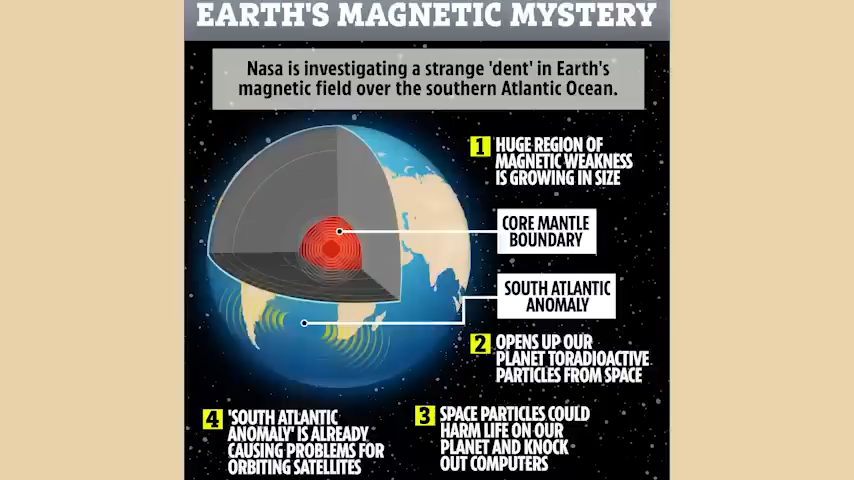 EARTH'S MAGNETIC MYSTERY
Nasa is investigating a strange 'dent' in Earth's
magnetic field over the southern Atlantic Ocean.
1 HUGE REGION OF
MAGNETIC WEAKNESS
IS GROWING IN SIZE
CORE MANTLE
BOUNDARY
SOUTH ATLANTIC
ANOMALY
2 OPENS UP OUR
PLANET TORADIOACTIVE
PARTICLES FROM SPACE
3 SPACE PARTICLES COULD
HARM LIFE ON OUR
PLANET AND KNOCK
OUT COMPUTERS
4 'SOUTH ATLANTIC
ANOMALY' IS ALREADY
CAUSING PROBLEMS FOR
ORBITING SATELLITES